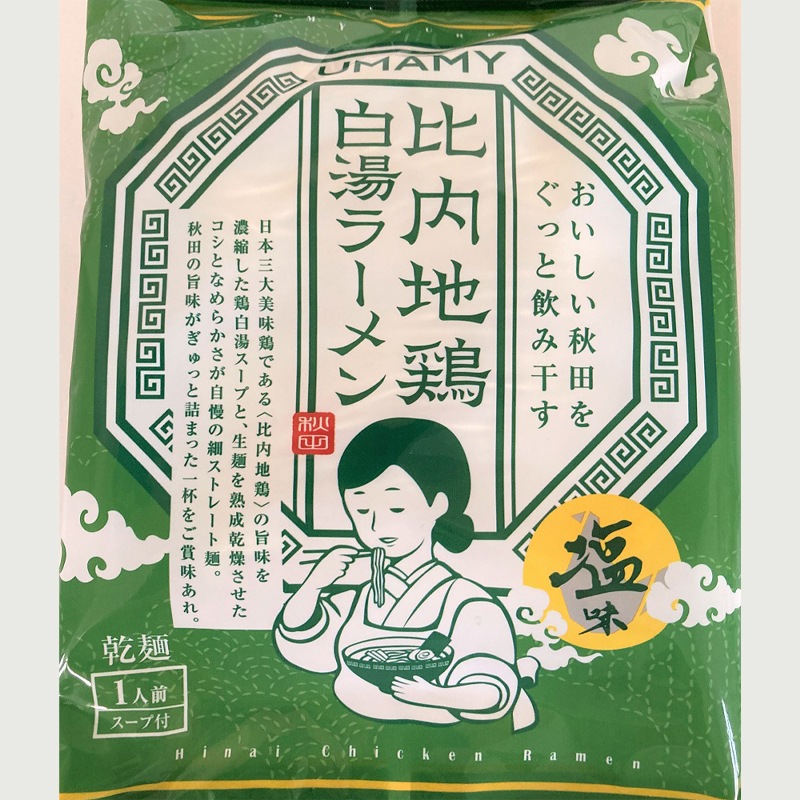 UMAMY
おいしい秋田を
ぐっと飲み干す
比内地鶏
白湯ラーメン
秋田
日本三大美味鶏である〈比内地鶏〉の旨味を
濃縮した鶏白湯スープと、生麺を熟成乾燥させた
コシとなめらかさが自慢の細ストレート麺。
秋田の旨味がぎゅっと詰まった一杯をご賞味あれ。
塩
味
乾麺
1人前
スープ付
Hinai Chicken Ramen